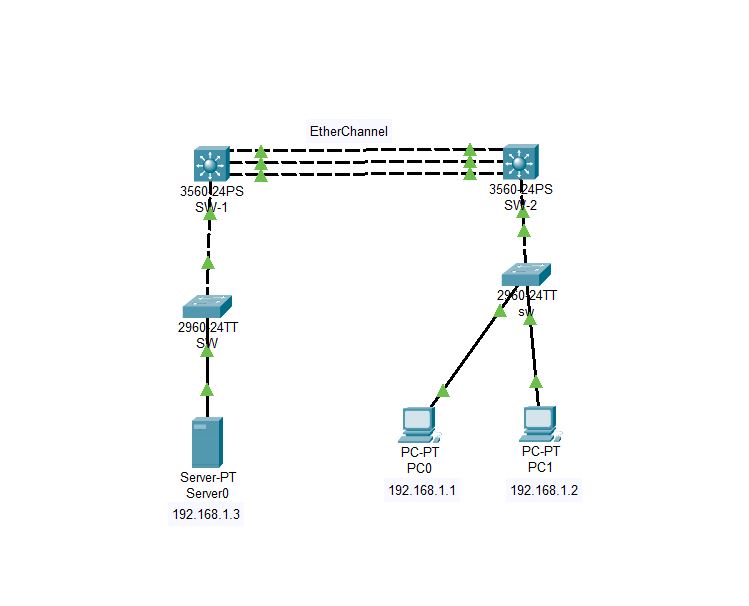 EtherChannel
3560-24PS
SW-1
3560-24PS
SW-2
2960-24TT
SW
2960-24TT
sw
Server-PT
Server0
192.168.1.3
PC-PT
PC0
192.168.1.1
PC-PT
PC1
192.168.1.2